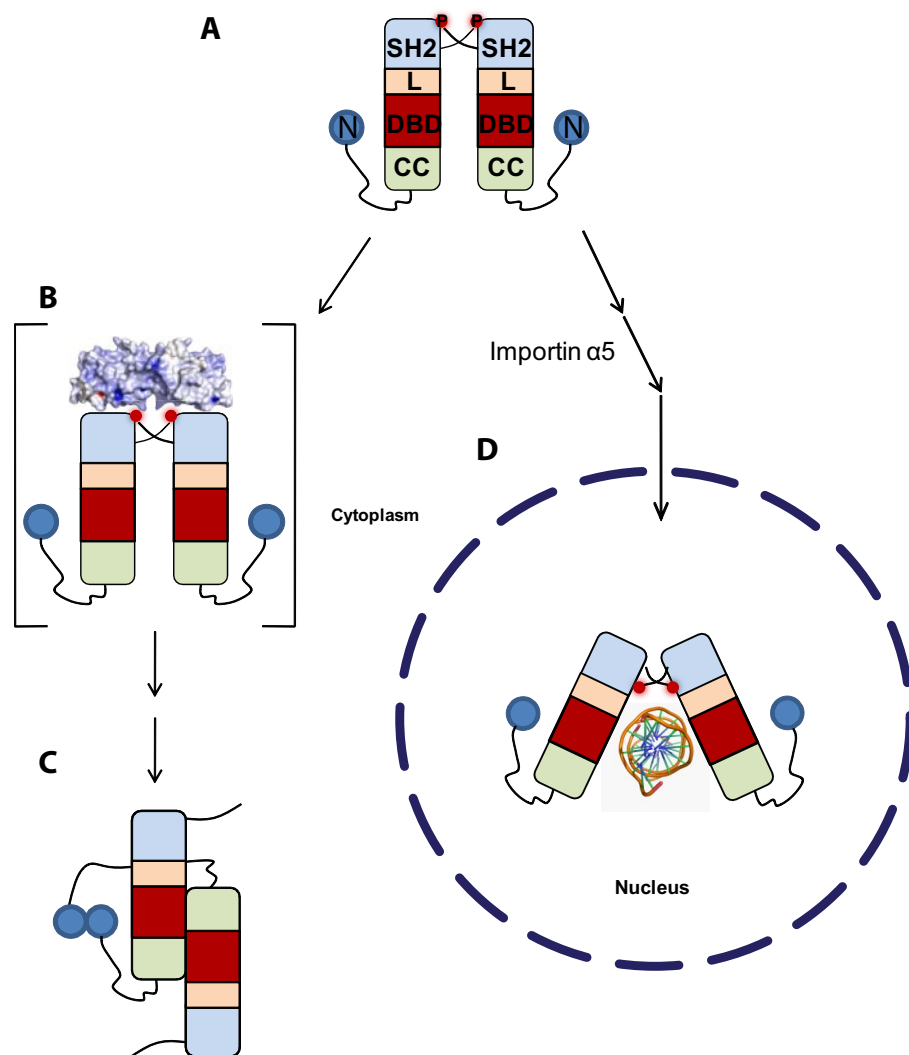 A
P P
SH2 SH2
L L
N DBD DBD N
CC CC
B
Importin α5
D
Cytoplasm
C
Nucleus